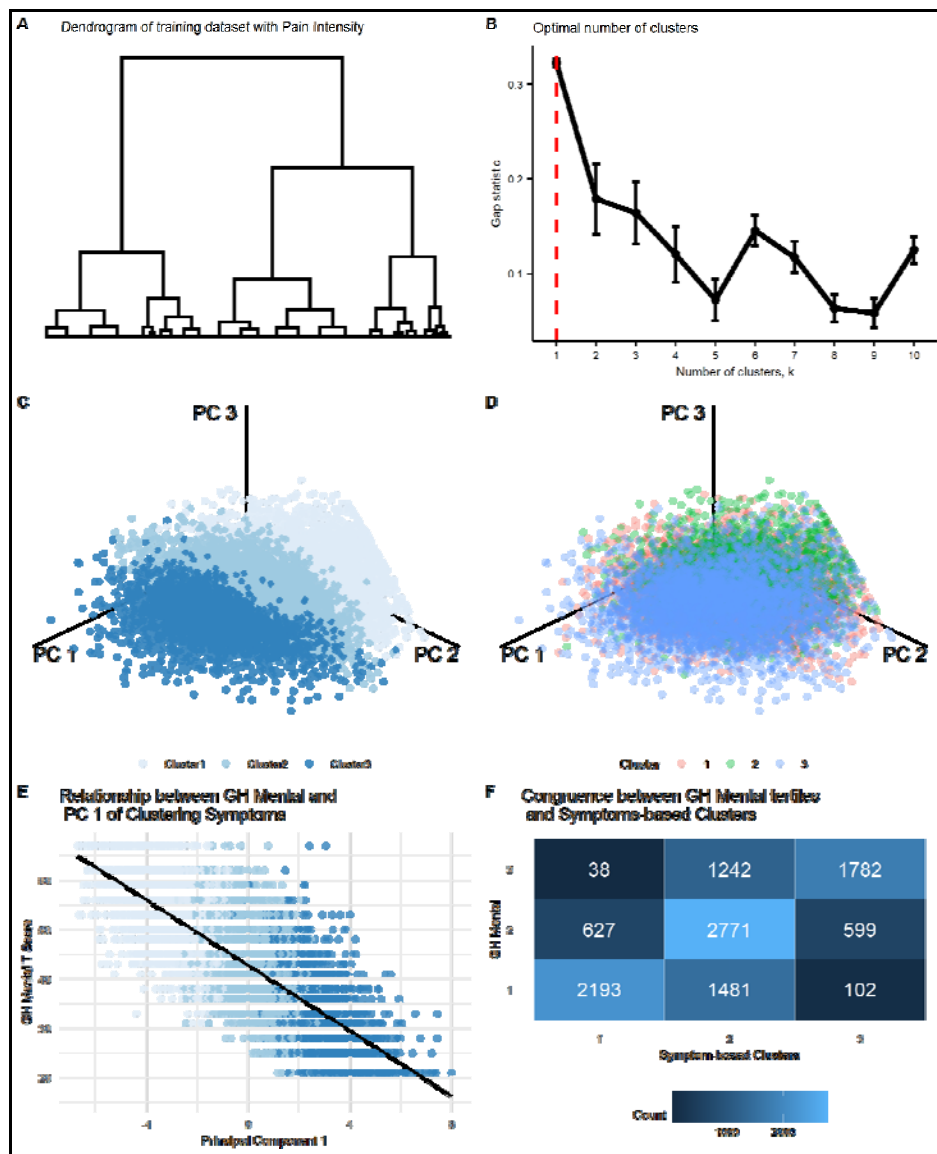 A
Dendrogram of training dataset with Pain Intensity
B
Optimal number of clusters
Gap statist c
0.3
0.2
0.1
1 2 3 4 5 6 7 8 9 10
Number of clusters, k
C
PC 3
PC 1
PC 2
Cluster1 Cluster2 Cluster3
D
PC 3
PC 1
PC 2
Cluster 1 2 3
E
Relationship between GH Mental and
PC 1 of Clustering Symptoms
GH Mental T Score
0 4 8
Principal Component 1
F
Congruence between GH Mental tertiles
and Symptoms-based Clusters
GH Mental
38 1242 1782
2
627 2771 599
1
2193 1481 102
1 2 3
Symptom-based Clusters
Count